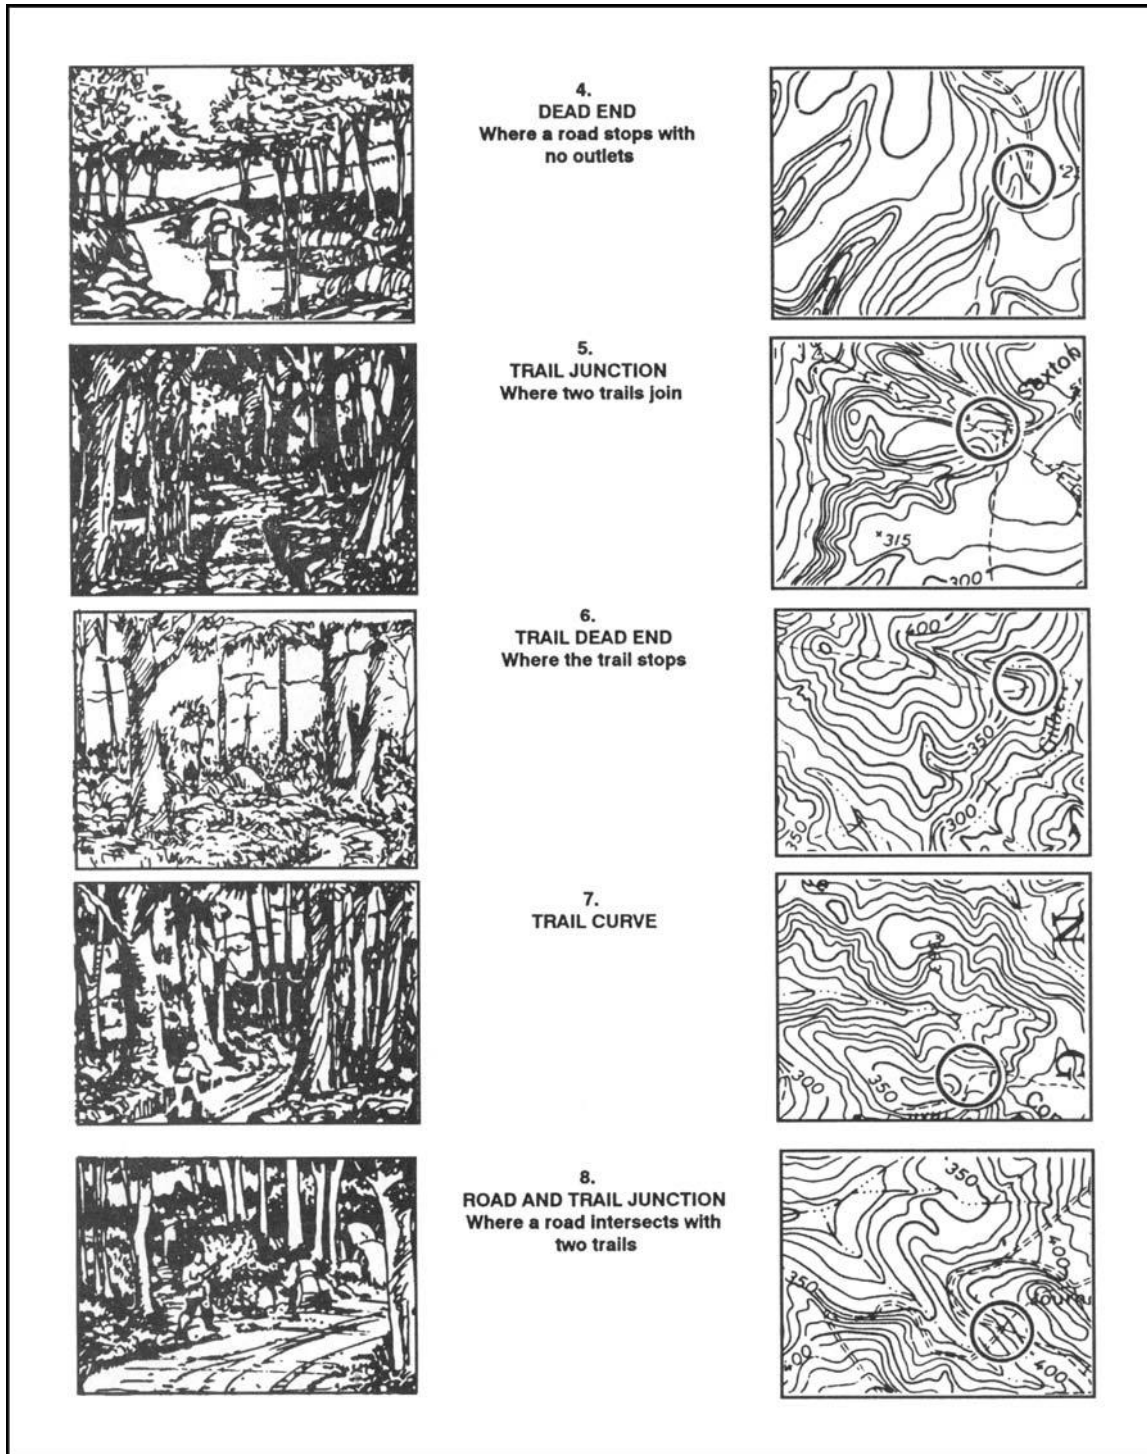 4.
DEAD END
Where a road stops with
no outlets
5.
TRAIL JUNCTION
Where two trails join
Saxton
315
300
6.
TRAIL DEAD END
Where the trail stops
400
350
300
350
7.
TRAIL CURVE
N
G
300
350
8.
ROAD AND TRAIL JUNCTION
Where a road intersects with
two trails
350
400
350
400
400